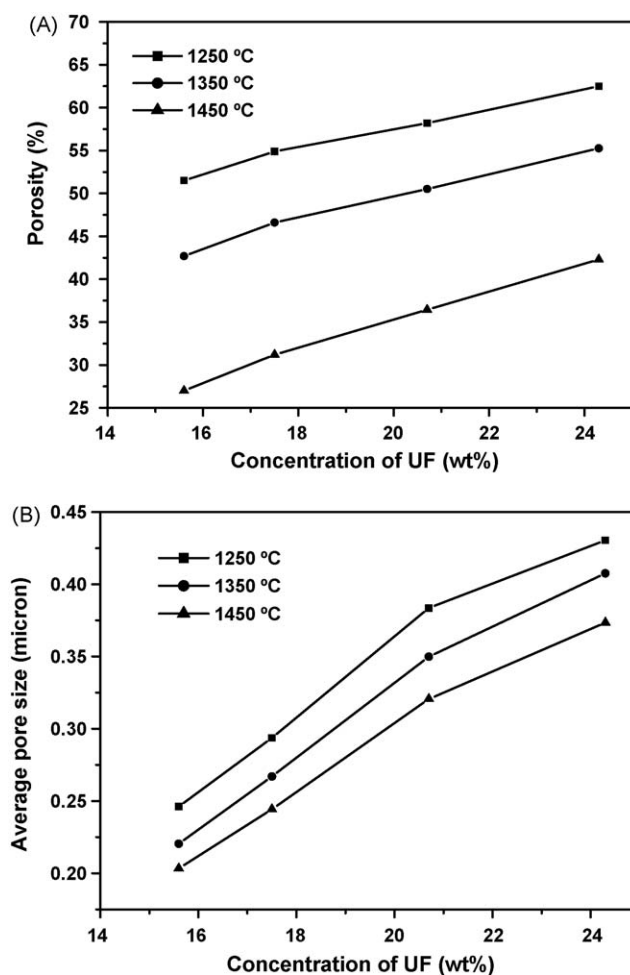 (A)
70
65
60
55
50
45
40
35
30
25
Porosity (%)
1250 ºC
1350 ºC
1450 ºC
14 16 18 20 22 24
Concentration of UF (wt%)
(B)
0.45
0.40
0.35
0.30
0.25
0.20
Average pore size (micron)
1250 ºC
1350 ºC
1450 ºC
14 16 18 20 22 24
Concentration of UF (wt%)